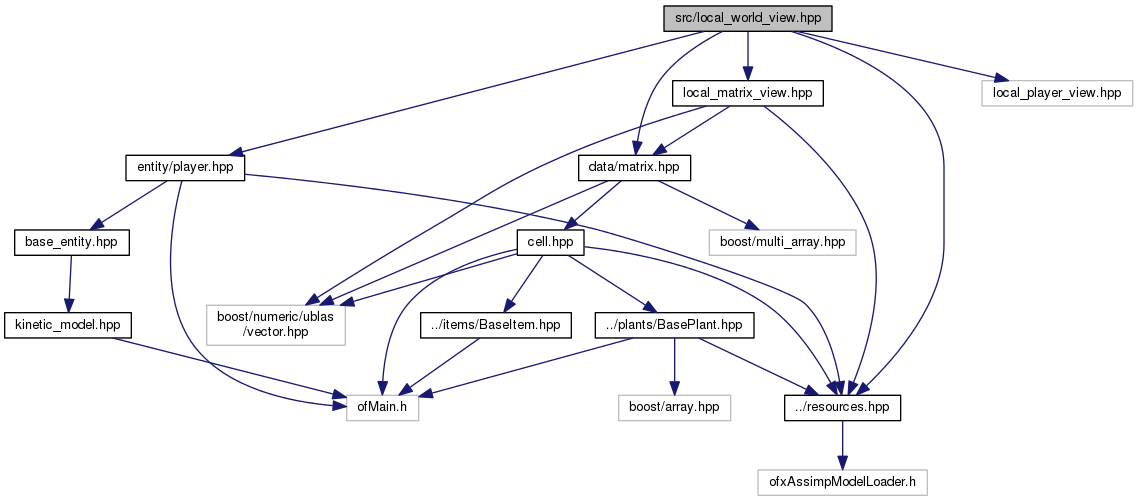 src/local_world_view.hpp
local_matrix_view.hpp
local_player_view.hpp
entity/player.hpp
data/matrix.hpp
base_entity.hpp
cell.hpp
boost/multi_array.hpp
kinetic_model.hpp
boost/numeric/ublas
/vector.hpp
../items/BaseItem.hpp
../plants/BasePlant.hpp
ofMain.h
boost/array.hpp
../resources.hpp
ofxAssimpModelLoader.h